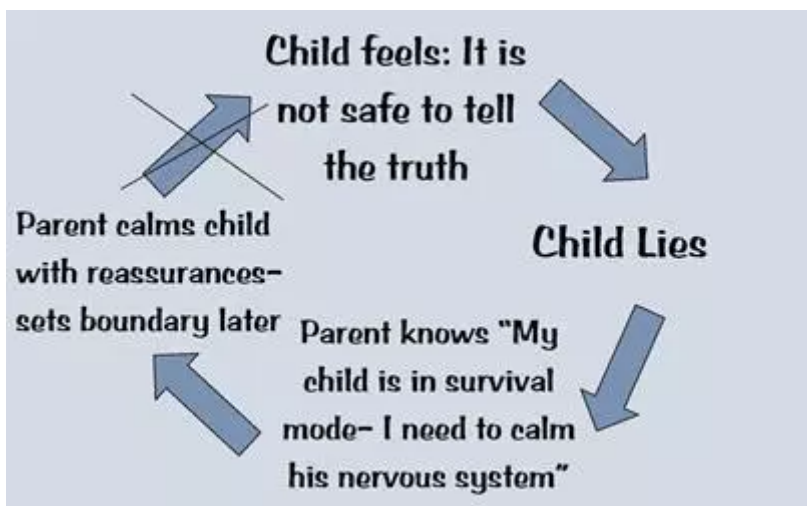 Child feels: It is
not safe to tell
the truth
Child Lies
Parent knows "My
child is in survival
mode- I need to calm
his nervous system"
Parent calms child
with reassurances-
sets boundary later